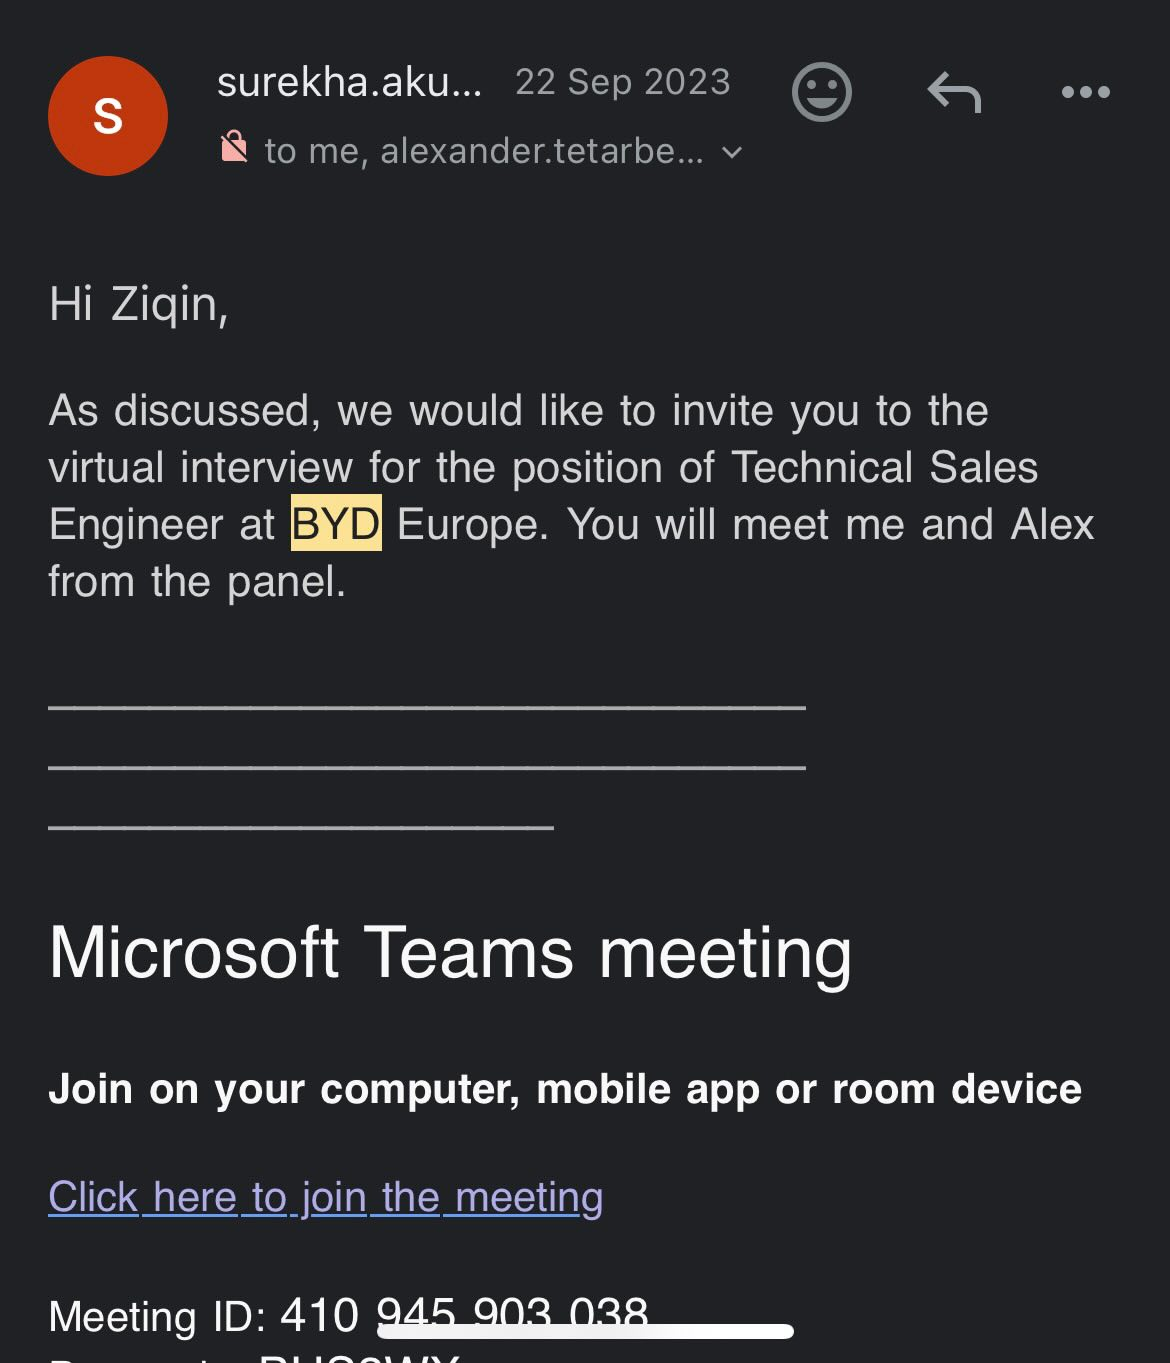 S
surekha.aku... 22 Sep 2023
to me, alexander.tetarbe...
Hi Ziqin,
As discussed, we would like to invite you to the
virtual interview for the position of Technical Sales
Engineer at BYD Europe. You will meet me and Alex
from the panel.
Microsoft Teams meeting
Join on your computer, mobile app or room device
Click here to join the meeting
Meeting ID: 410 945 903 038